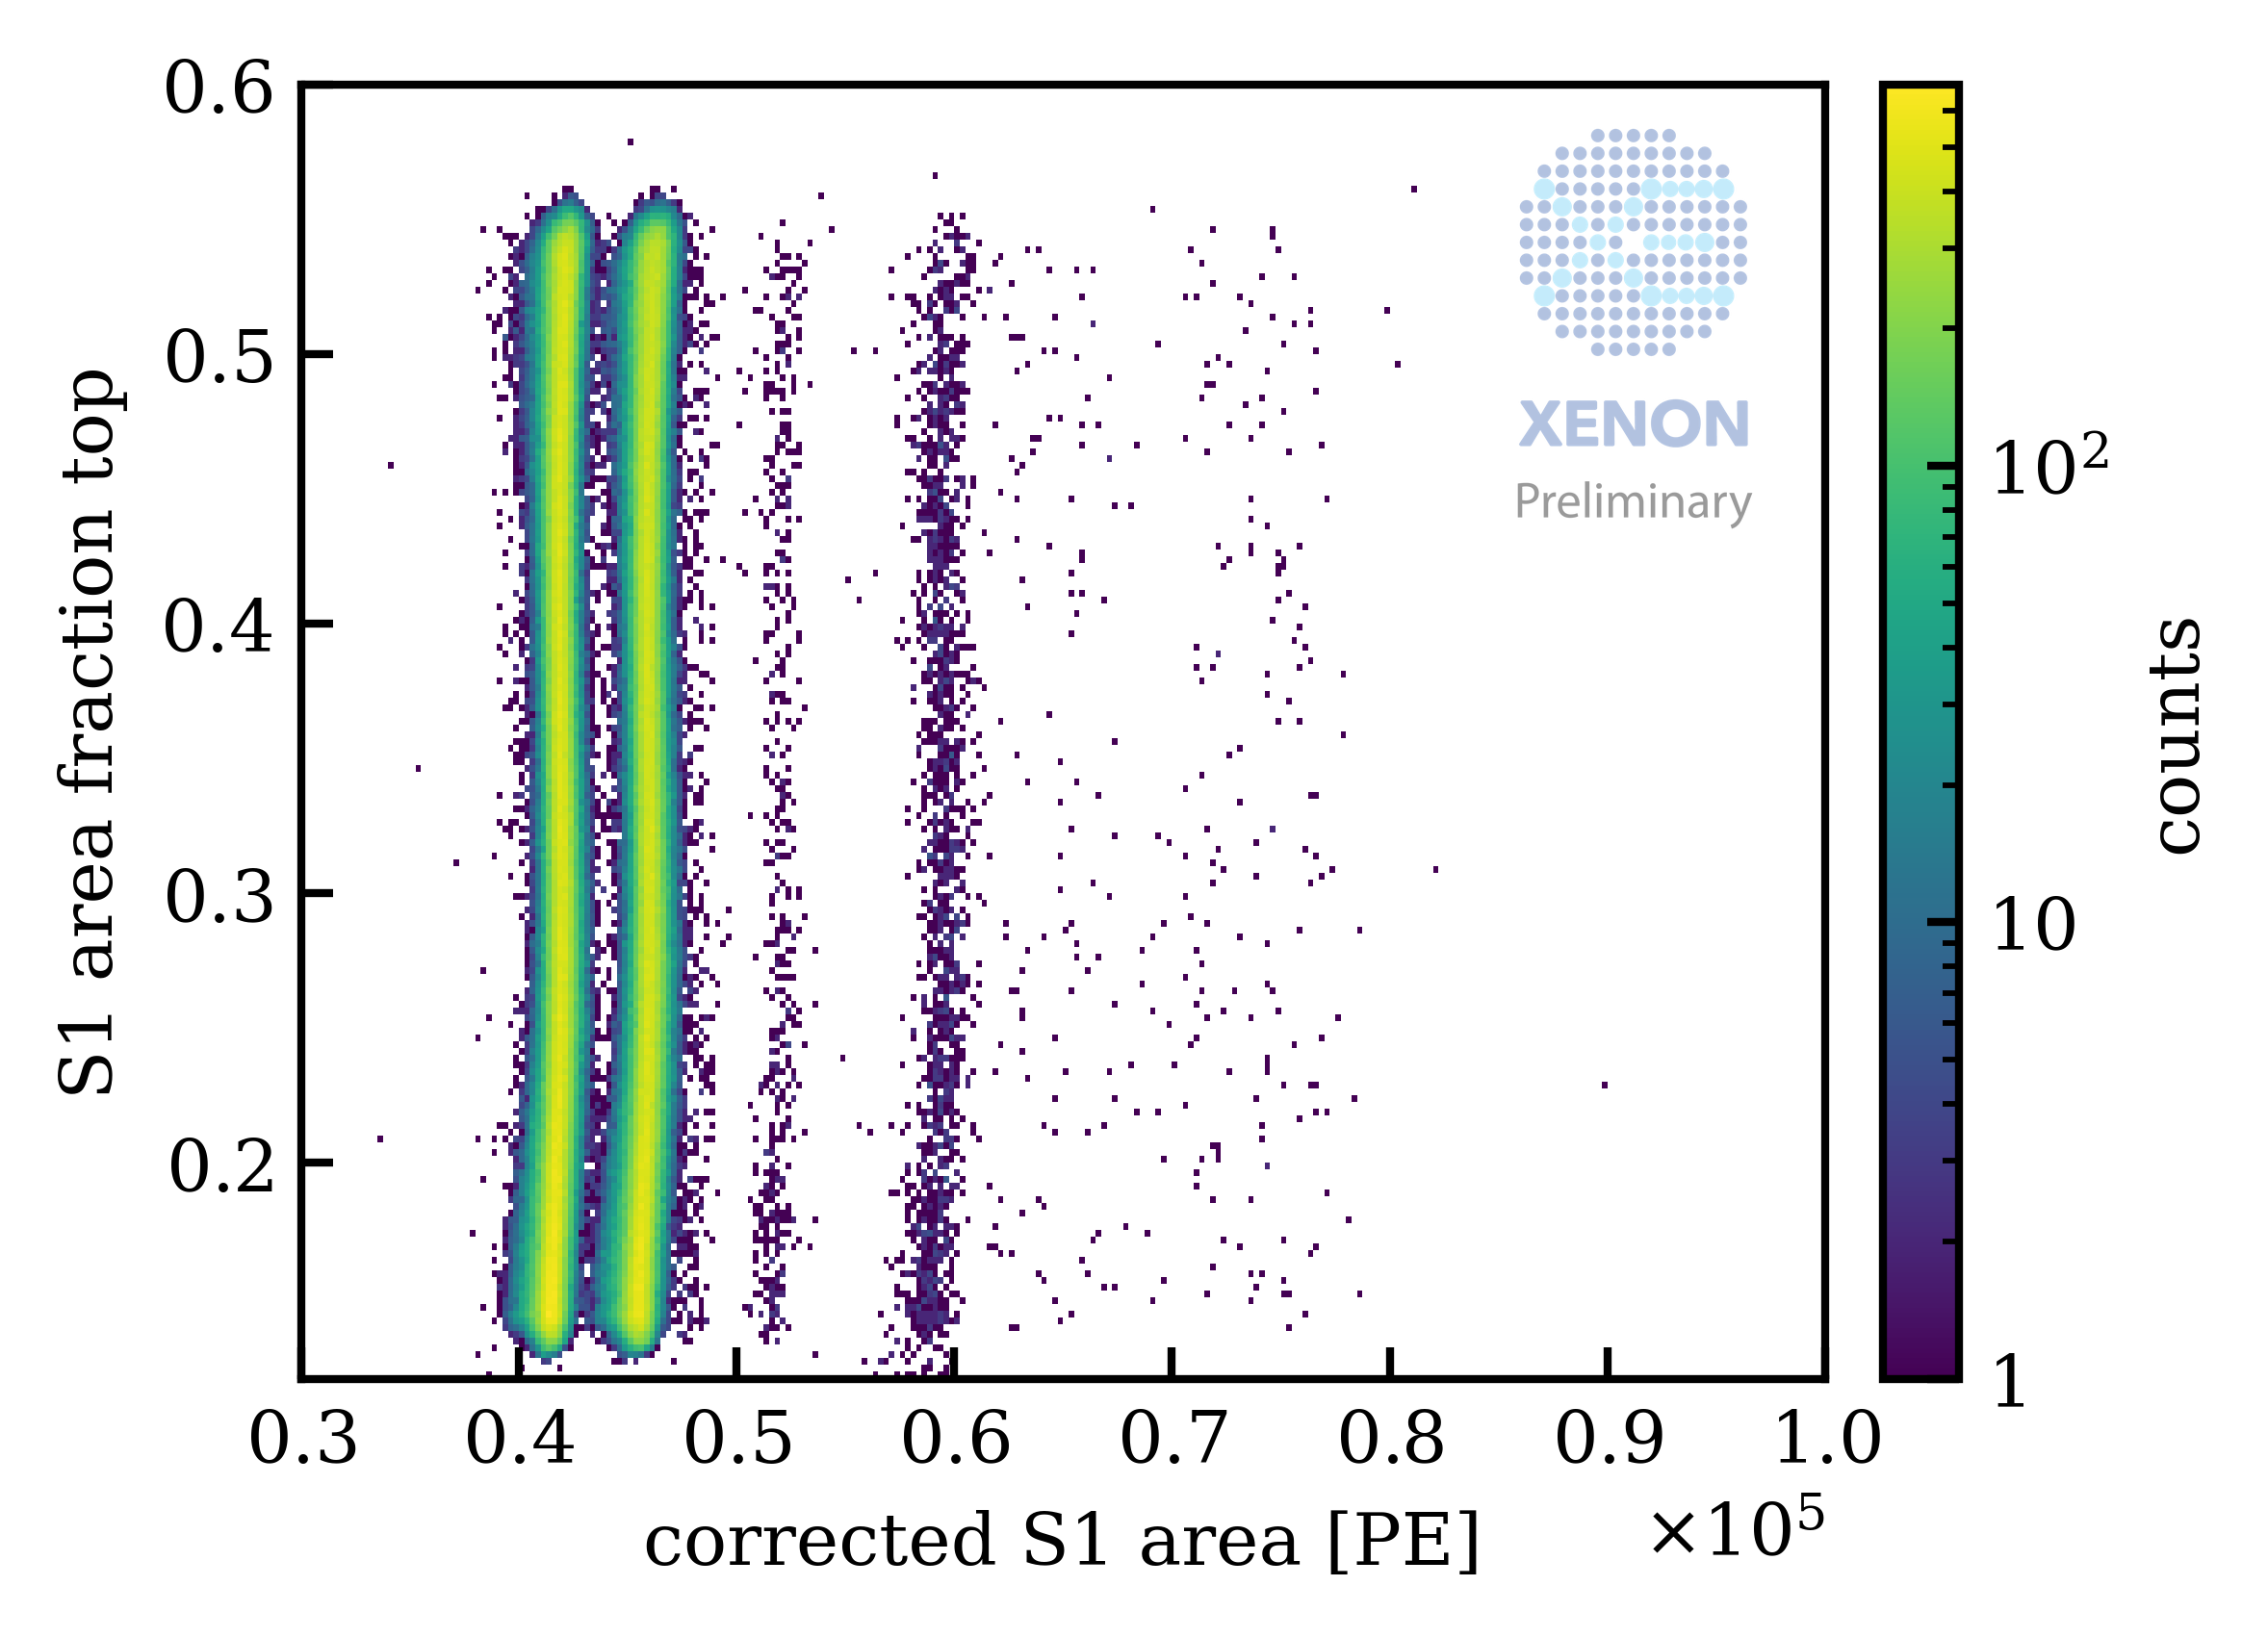 0.6
0.5
0.4
0.3
0.2
S1 area fraction top
0.3 0.4 0.5 0.6 0.7 0.8 0.9 1.0
×10⁵
corrected S1 area [PE]
XENON
Preliminary
10²
10
1
counts